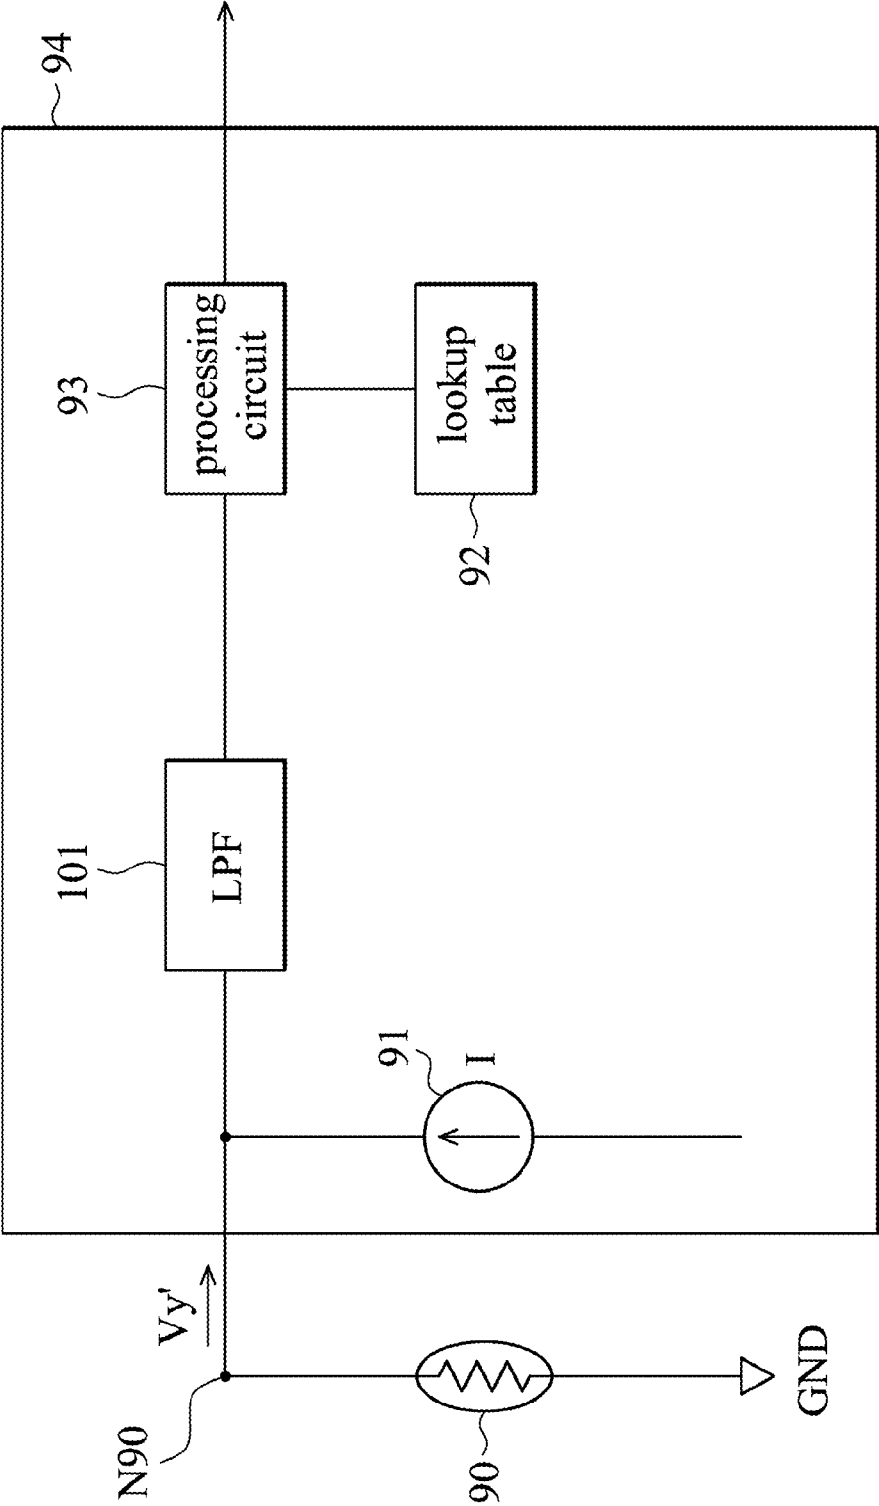 94
93
processing
circuit
lookup
table
92
101
LPF
91
I
Vy'
N90
90
GND